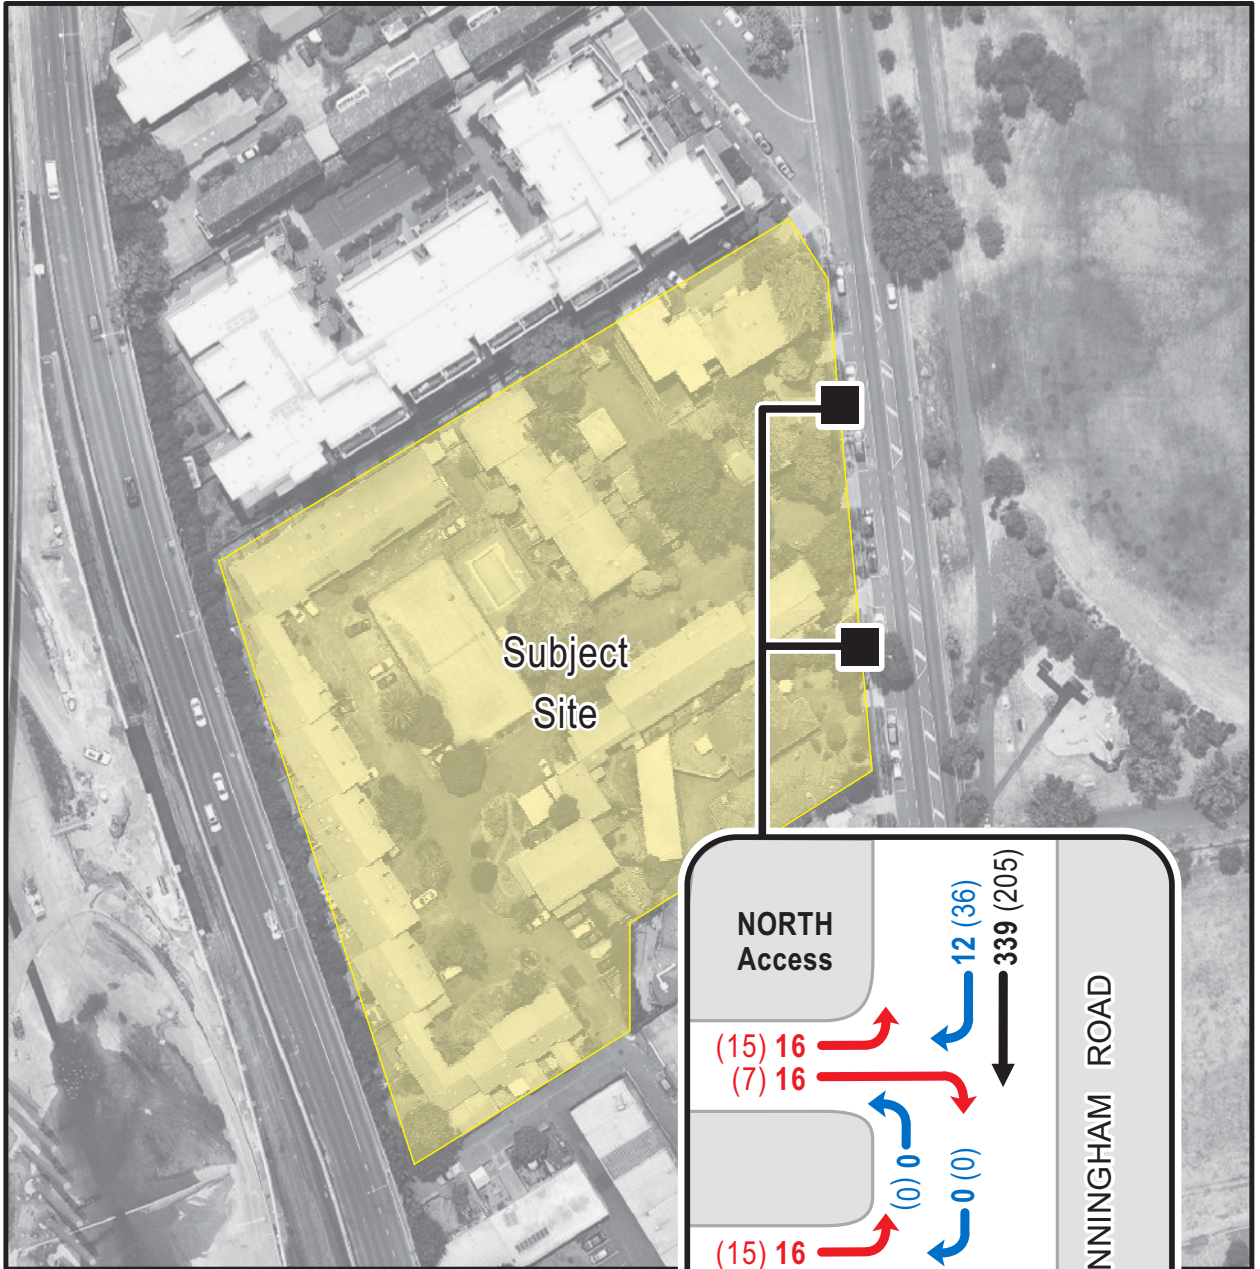 Subject
Site
NORTH
Access
12 (36)
339 (205)
(15) 16
(7) 16
(0) 0
0 (0)
(15) 16
NNINGHAM ROAD